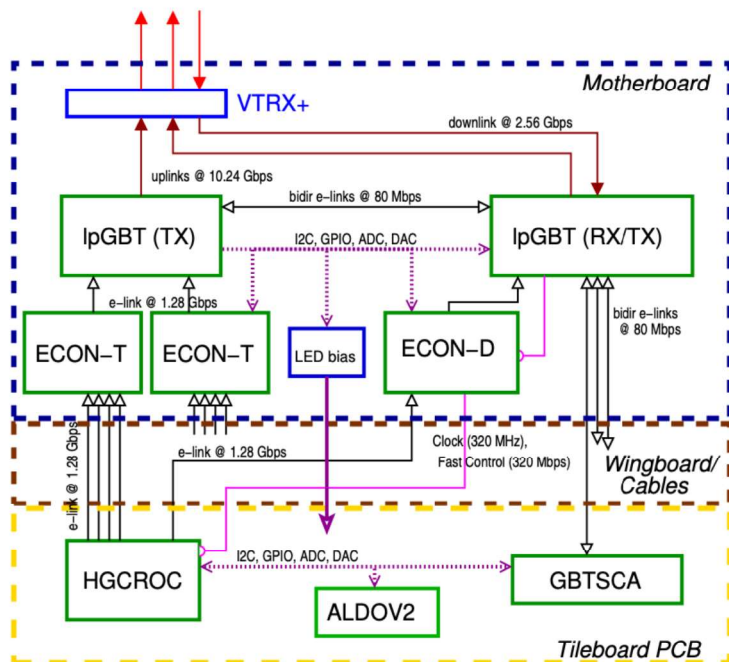 Motherboard
VTRX+
downlink @ 2.56 Gbps
uplinks @ 10.24 Gbps
bidir e-links @ 80 Mbps
lpGBT (TX)
lpGBT (RX/TX)
I2C, GPIO, ADC, DAC
e-link @ 1.28 Gbps
bidir e-links
@ 80 Mbps
ECON-T
ECON-T
LED bias
ECON-D
e-link @ 1.28 Gbps
e-link @ 1.28 Gbps
Clock (320 MHz),
Fast Control (320 Mbps)
Wingboard/
Cables
HGCROC
I2C, GPIO, ADC, DAC
GBTSCA
ALDOV2
Tileboard PCB